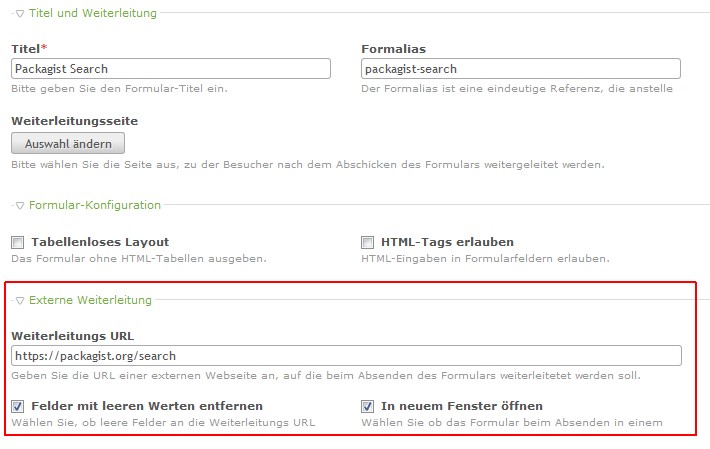 Titel und Weiterleitung
Titel* Formalias
Packagist Search packagist-search
Bitte geben Sie den Formular-Titel ein. Der Formalias ist eine eindeutige Referenz, die anstelle
Weiterleitungsseite
Auswahl ändern
Bitte wählen Sie die Seite aus, zu der Besucher nach dem Abschicken des Formulars weitergeleitet werden.
Formular-Konfiguration
Tabellenloses Layout HTML-Tags erlauben
Das Formular ohne HTML-Tabellen ausgeben. HTML-Eingaben in Formularfeldern erlauben.
Externe Weiterleitung
Weiterleitungs URL
https://packagist.org/search
Geben Sie die URL einer externen Webseite an, auf die beim Absenden des Formulars weiterleitetet werden soll.
Felder mit leeren Werten entfernen In neuem Fenster öffnen
Wählen Sie, ob leere Felder an die Weiterleitungs URL Wählen Sie ob das Formular beim Absenden in einem